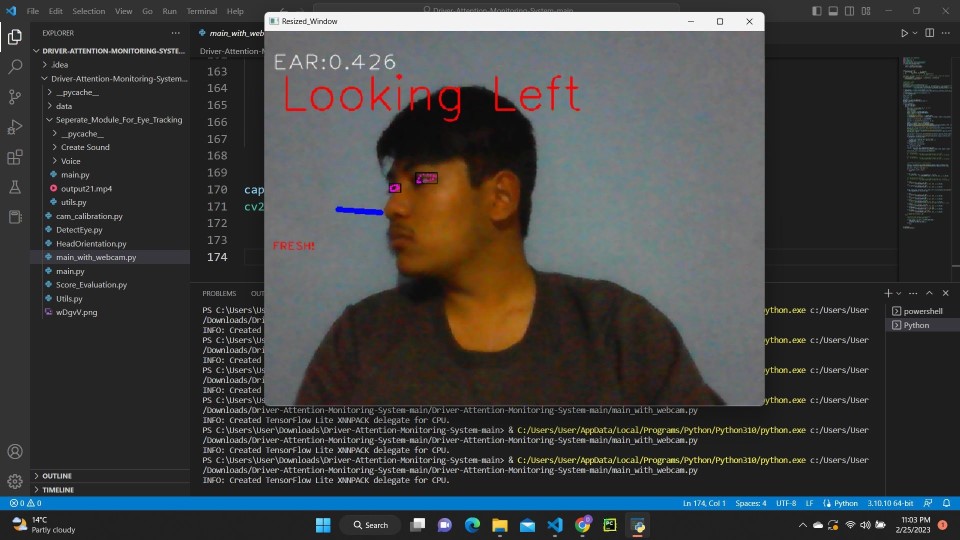 File Edit Selection View Go Run Terminal Help
Driver-Attention-Monitoring-System-main
Resized_Window
EXPLORER
DRIVER-ATTENTION-MONITORING-SYSTE...
.idea
Driver-Attention-Monitoring-System...
__pycache__
data
Seperate_Module_For_Eye_Tracking
__pycache__
Create Sound
Voice
main.py
output21.mp4
utils.py
cam_calibration.py
DetectEye.py
HeadOrientation.py
main_with_webcam.py
main.py
Score_Evaluation.py
Utils.py
wDgvV.png
OUTLINE
TIMELINE
main_with_web
Driver-Attention-M
163
164
165
166
167
168
169
170 cap
171 cv2
172
173
174
EAR:0.426
Looking Left
FRESH!
PROBLEMS OUT
powershell
Python
PS C:\Users\Us ython.exe c:/Users/User
/Downloads/Driv
INFO: Created
PS C:\Users\Us ython.exe c:/Users/User
/Downloads/Driv
INFO: Created
PS C:\Users\Us ython.exe c:/Users/User
/Downloads/Driv
INFO: Created
PS C:\Users\Us ython.exe c:/Users/User
/Downloads/Driver-Attention-Monitoring-System-main/Driver-Attention-Monitoring-System-main/main_with_webcam.py
INFO: Created TensorFlow Lite XNNPACK delegate for CPU.
PS C:\Users\User\Downloads\Driver-Attention-Monitoring-System-main> & C:/Users/User/AppData/Local/Programs/Python/Python310/python.exe c:/Users/User
/Downloads/Driver-Attention-Monitoring-System-main/Driver-Attention-Monitoring-System-main/main_with_webcam.py
INFO: Created TensorFlow Lite XNNPACK delegate for CPU.
PS C:\Users\User\Downloads\Driver-Attention-Monitoring-System-main> & C:/Users/User/AppData/Local/Programs/Python/Python310/python.exe c:/Users/User
/Downloads/Driver-Attention-Monitoring-System-main/Driver-Attention-Monitoring-System-main/main_with_webcam.py
INFO: Created TensorFlow Lite XNNPACK delegate for CPU.
0 0 Ln 174, Col 1 Spaces: 4 UTF-8 LF Python 3.10.10 64-bit
14°C
Partly cloudy
Search
11:03 PM
2/25/2023
1